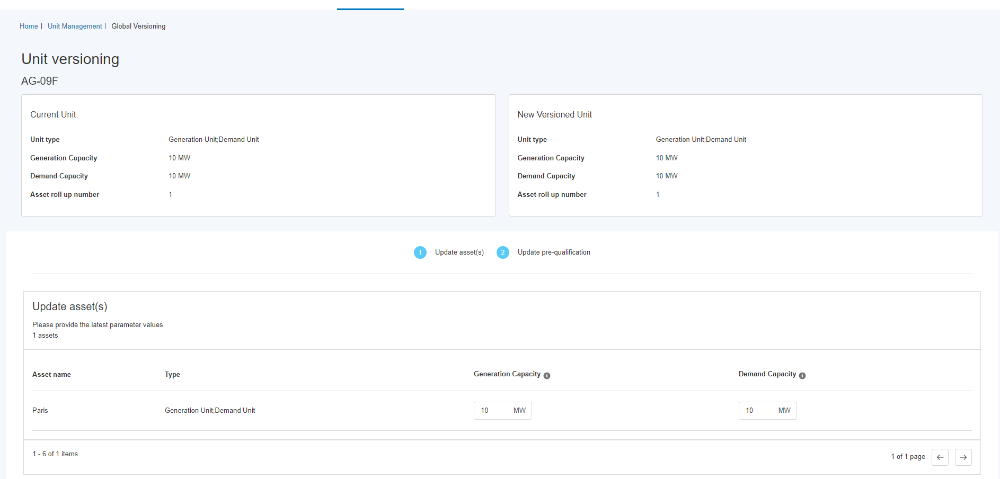 Home | Unit Management | Global Versioning
Unit versioning
AG-09F
Current Unit
Unit type Generation Unit;Demand Unit
Generation Capacity 10 MW
Demand Capacity 10 MW
Asset roll up number 1
New Versioned Unit
Unit type Generation Unit;Demand Unit
Generation Capacity 10 MW
Demand Capacity 10 MW
Asset roll up number 1
1 Update asset(s) 2 Update pre-qualification
Update asset(s)
Please provide the latest parameter values.
1 assets
Asset name Type Generation Capacity i Demand Capacity i
Paris Generation Unit;Demand Unit 10 MW 10 MW
1 - 6 of 1 items 1 of 1 page ← →